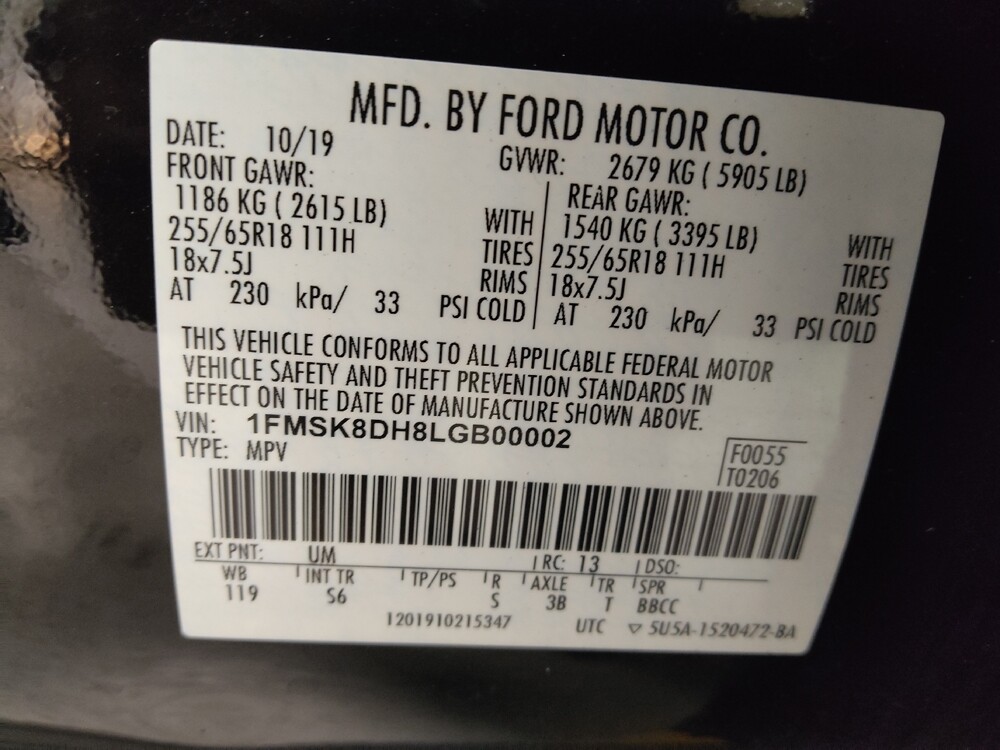 MFD. BY FORD MOTOR CO.
DATE: 10/19 GVWR: 2679 KG ( 5905 LB)
FRONT GAWR: REAR GAWR:
1186 KG ( 2615 LB) WITH 1540 KG ( 3395 LB) WITH
255/65R18 111H TIRES 255/65R18 111H TIRES
18x7.5J RIMS 18x7.5J RIMS
AT 230 kPa/ 33 PSI COLD AT 230 kPa/ 33 PSI COLD
THIS VEHICLE CONFORMS TO ALL APPLICABLE FEDERAL MOTOR
VEHICLE SAFETY AND THEFT PREVENTION STANDARDS IN
EFFECT ON THE DATE OF MANUFACTURE SHOWN ABOVE.
VIN: 1FMSK8DH8LGB00002
TYPE: MPV
F0055
T0206
EXT PNT: UM RC: 13 DSO:
WB INT TR TP/PS R AXLE TR SPR
119 S6 S 3B T BBCC
1201910215347 UTC ▽ 5U5A-1520472-BA